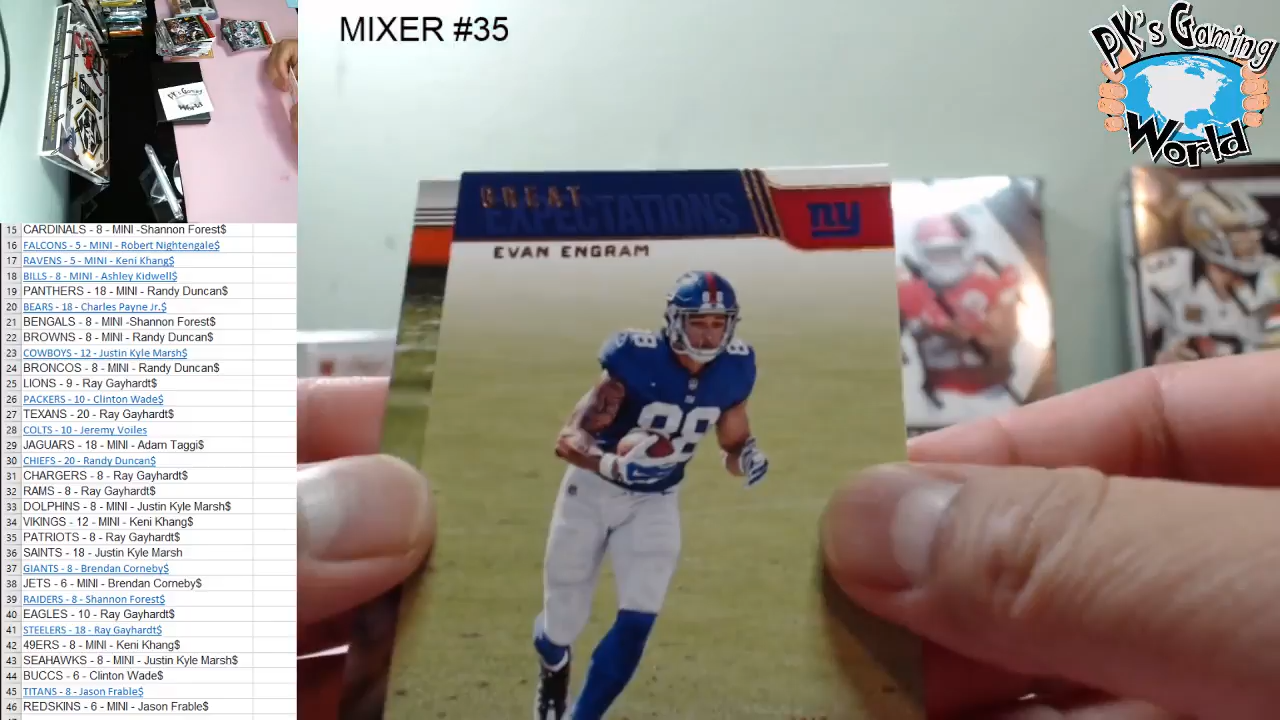 MIXER #35
PK's Gaming
World
PK's Gaming
World
GREAT
EXPECTATIONS
ny
EVAN ENGRAM
88
88
88
15 CARDINALS - 8 - MINI -Shannon Forest$
16 FALCONS - 5 - MINI - Robert Nightengale$
17 RAVENS - 5 - MINI - Keni Khang$
18 BILLS - 8 - MINI - Ashley Kidwell$
19 PANTHERS - 18 - MINI - Randy Duncan$
20 BEARS - 18 - Charles Payne Jr.$
21 BENGALS - 8 - MINI -Shannon Forest$
22 BROWNS - 8 - MINI - Randy Duncan$
23 COWBOYS - 12 - Justin Kyle Marsh$
24 BRONCOS - 8 - MINI - Randy Duncan$
25 LIONS - 9 - Ray Gayhardt$
26 PACKERS - 10 - Clinton Wade$
27 TEXANS - 20 - Ray Gayhardt$
28 COLTS - 10 - Jeremy Voiles
29 JAGUARS - 18 - MINI - Adam Taggi$
30 CHIEFS - 20 - Randy Duncan$
31 CHARGERS - 8 - Ray Gayhardt$
32 RAMS - 8 - Ray Gayhardt$
33 DOLPHINS - 8 - MINI - Justin Kyle Marsh$
34 VIKINGS - 12 - MINI - Keni Khang$
35 PATRIOTS - 8 - Ray Gayhardt$
36 SAINTS - 18 - Justin Kyle Marsh
37 GIANTS - 8 - Brendan Corneby$
38 JETS - 6 - MINI - Brendan Corneby$
39 RAIDERS - 8 - Shannon Forest$
40 EAGLES - 10 - Ray Gayhardt$
41 STEELERS - 18 - Ray Gayhardt$
42 49ERS - 8 - MINI - Keni Khang$
43 SEAHAWKS - 8 - MINI - Justin Kyle Marsh$
44 BUCCS - 6 - Clinton Wade$
45 TITANS - 8 - Jason Frable$
46 REDSKINS - 6 - MINI - Jason Frable$